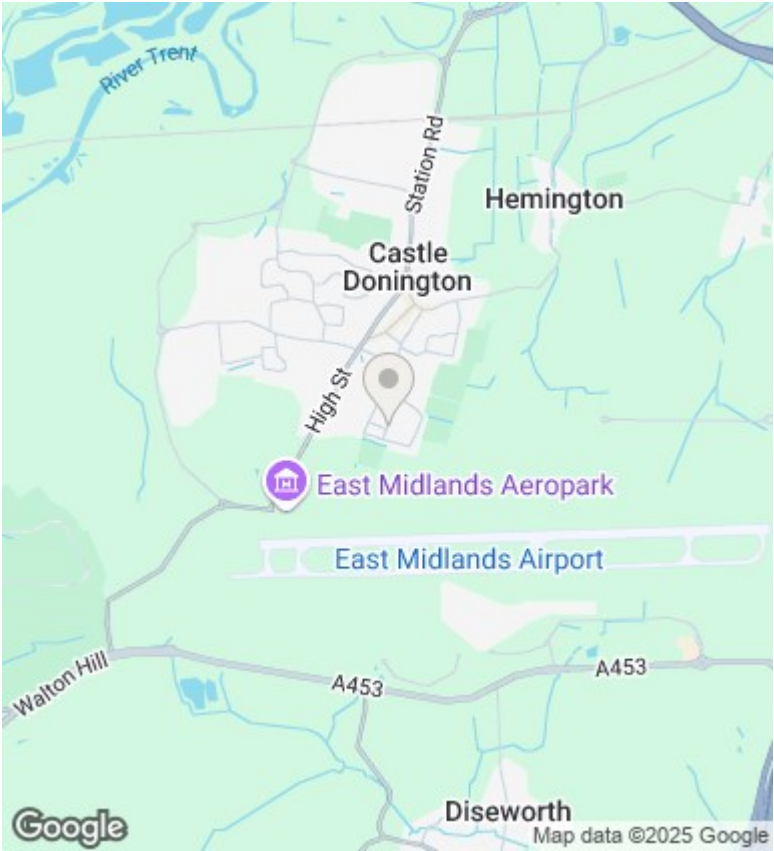 River Trent
Station Rd
Hemington
Castle
Donington
High St
East Midlands Aeropark
East Midlands Airport
Walton Hill
A453
A453
Diseworth
Google
Map data ©2025 Google